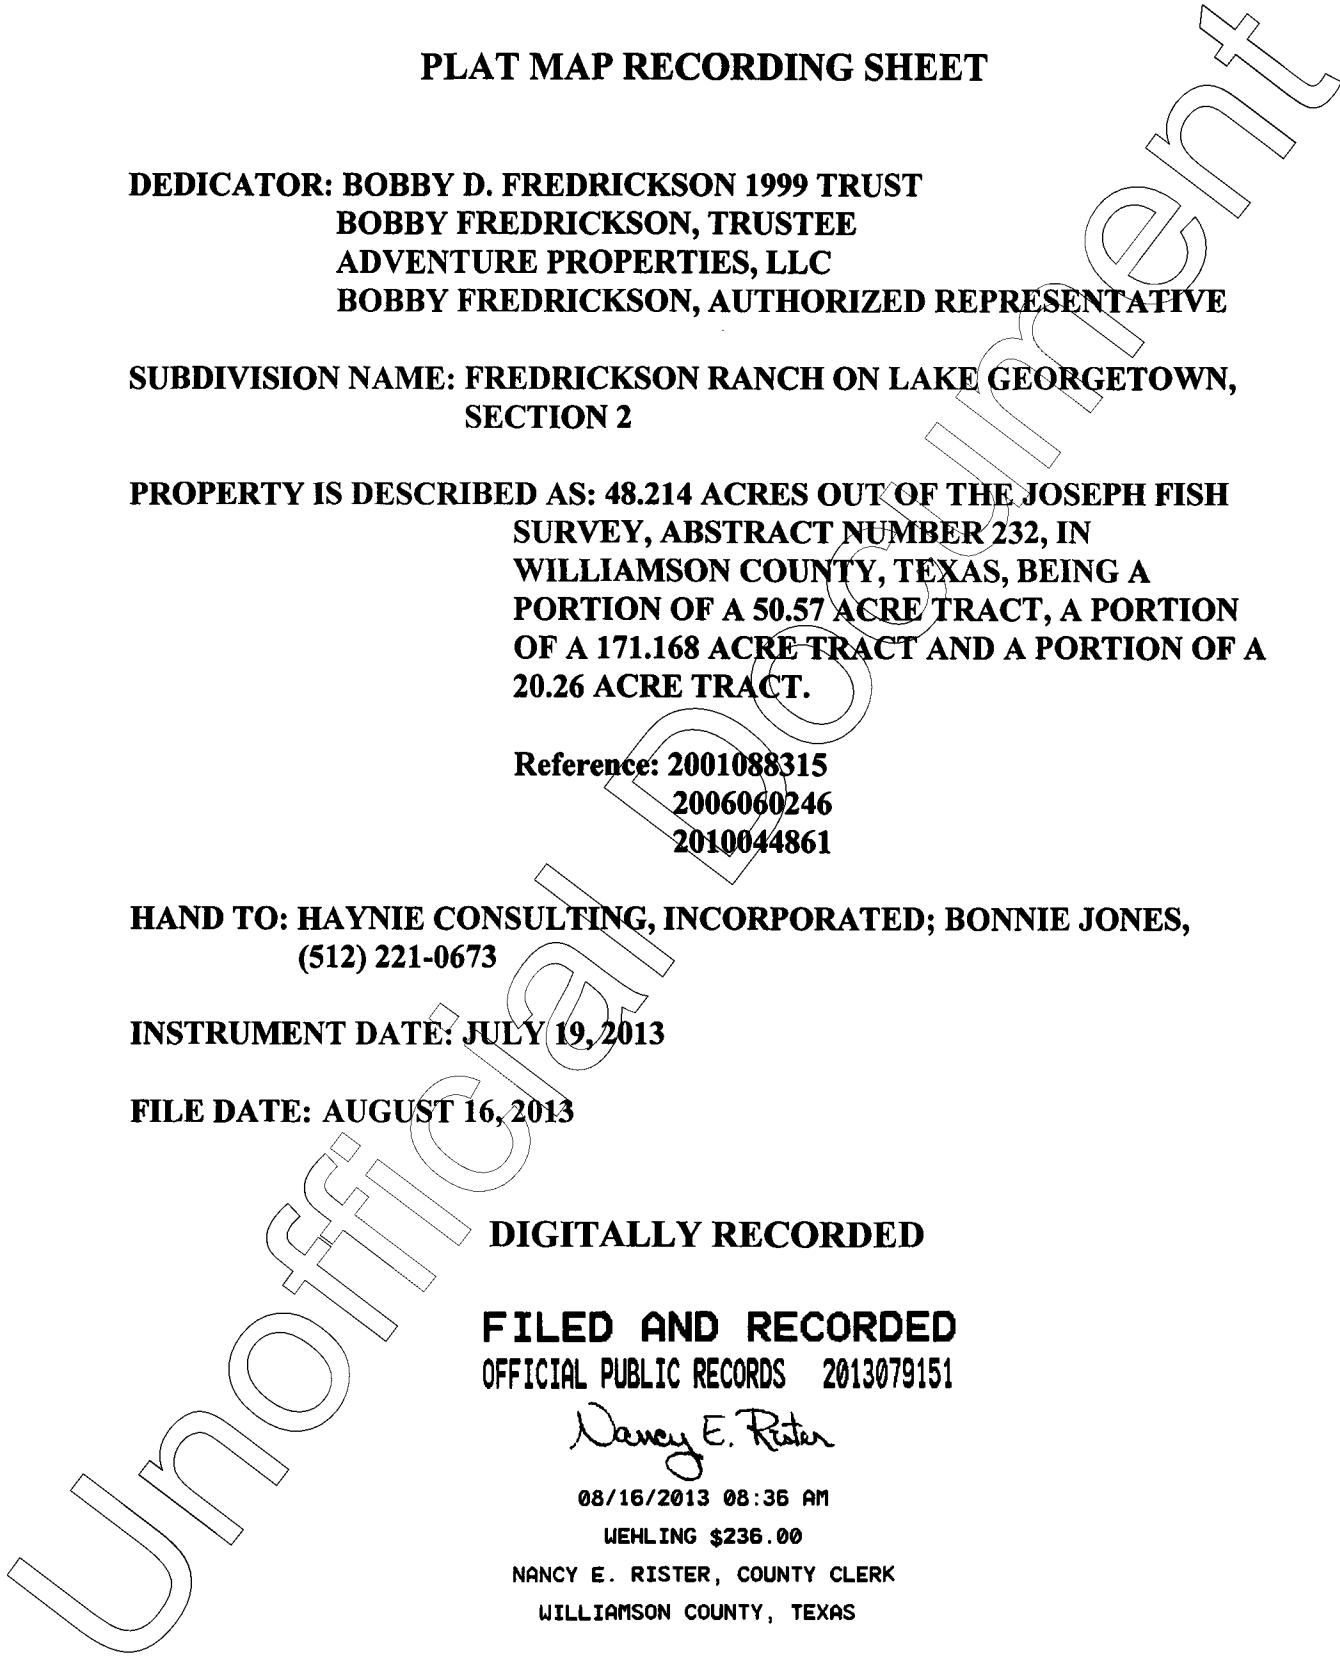 PLAT MAP RECORDING SHEET
DEDICATOR: BOBBY D. FREDRICKSON 1999 TRUST
BOBBY FREDRICKSON, TRUSTEE
ADVENTURE PROPERTIES, LLC
BOBBY FREDRICKSON, AUTHORIZED REPRESENTATIVE
SUBDIVISION NAME: FREDRICKSON RANCH ON LAKE GEORGETOWN,
SECTION 2
PROPERTY IS DESCRIBED AS: 48.214 ACRES OUT OF THE JOSEPH FISH
SURVEY, ABSTRACT NUMBER 232, IN
WILLIAMSON COUNTY, TEXAS, BEING A
PORTION OF A 50.57 ACRE TRACT, A PORTION
OF A 171.168 ACRE TRACT AND A PORTION OF A
20.26 ACRE TRACT.
Reference: 2001088315
2006060246
2010044861
HAND TO: HAYNIE CONSULTING, INCORPORATED; BONNIE JONES,
(512) 221-0673
INSTRUMENT DATE: JULY 19, 2013
FILE DATE: AUGUST 16, 2013
DIGITALLY RECORDED
FILED AND RECORDED
OFFICIAL PUBLIC RECORDS 2013079151
Nancy E. Rister
08/16/2013 08:36 AM
WEHLING $236.00
NANCY E. RISTER, COUNTY CLERK
WILLIAMSON COUNTY, TEXAS
Unofficial Document